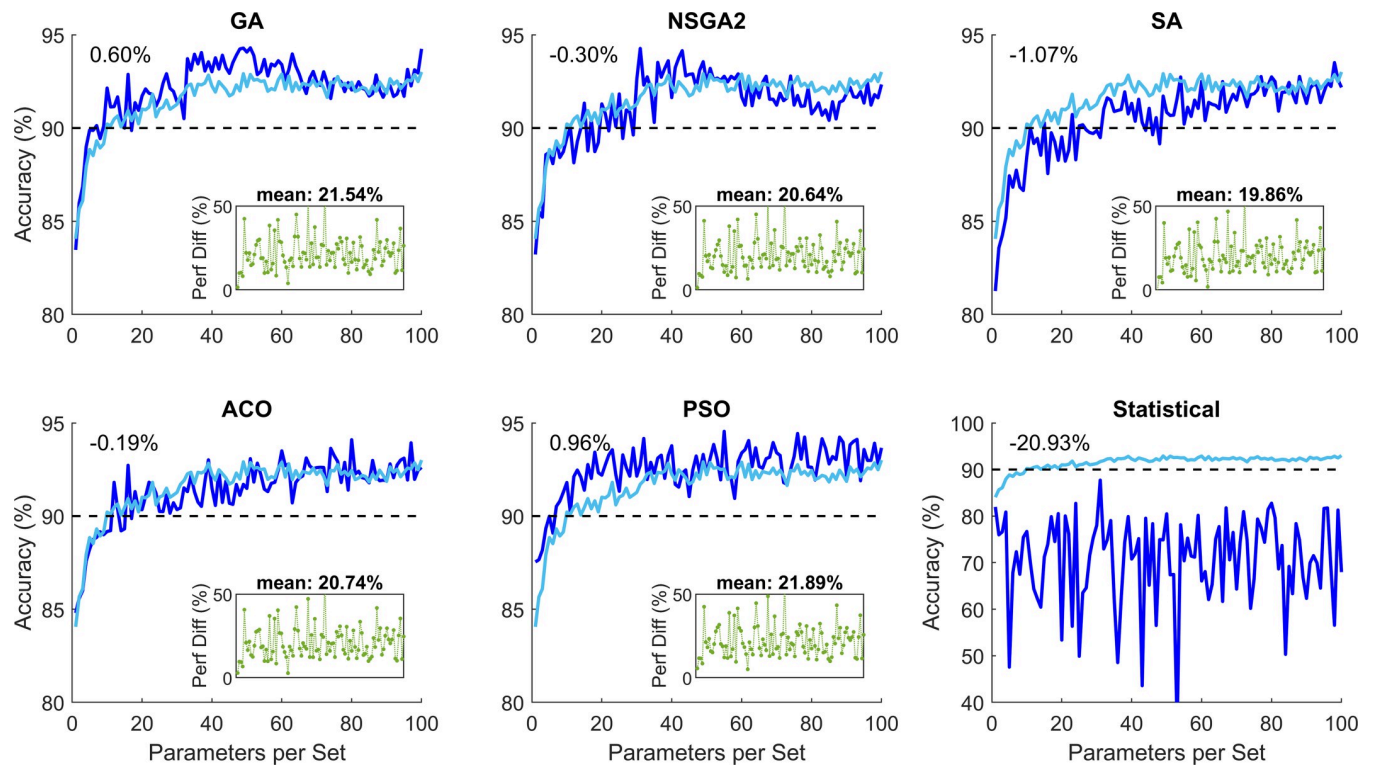 GA
0.60%
Accuracy (%)
95
90
85
80
mean: 21.54%
Perf Diff (%)
50
0
0 20 40 60 80 100
NSGA2
-0.30%
95
90
85
80
mean: 20.64%
Perf Diff (%)
50
0
0 20 40 60 80 100
SA
-1.07%
95
90
85
80
mean: 19.86%
Perf Diff (%)
50
0
0 20 40 60 80 100
ACO
-0.19%
Accuracy (%)
95
90
85
80
mean: 20.74%
Perf Diff (%)
50
0
0 20 40 60 80 100
Parameters per Set
PSO
0.96%
95
90
85
80
mean: 21.89%
Perf Diff (%)
50
0
0 20 40 60 80 100
Parameters per Set
Statistical
-20.93%
Accuracy (%)
100
90
80
70
60
50
40
0 20 40 60 80 100
Parameters per Set